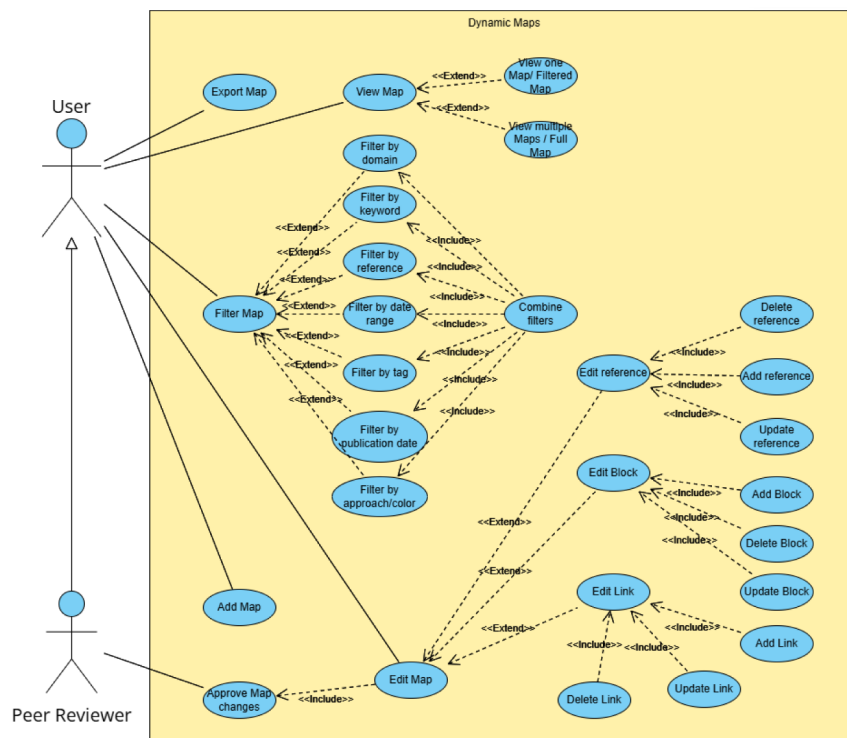 Dynamic Maps
User
Export Map
View Map
<<Extend>>
View one
Map/ Filtered
Map
<<Extend>>
View multiple
Maps / Full
Map
Filter by
domain
Filter by
keyword
Filter by
reference
Filter by date
range
Filter by tag
Filter by
publication date
Filter by
approach/color
<<Extend>>
<<Extend>>
<<Extend>>
<<Extend>>
<<Extend>>
<<Extend>>
<<Extend>>
Filter Map
<<Include>>
<<Include>>
<<Include>>
<<Include>>
<<Include>>
<<Include>>
<<Include>>
Combine
filters
Edit reference
Delete
reference
<<Include>>
Add reference
<<Include>>
Update
reference
Edit Block
Add Block
<<Include>>
Delete Block
<<Include>>
<<Include>>
Update Block
<<Extend>>
<<Extend>>
<<Extend>>
Edit Link
<<Include>>
Add Link
<<Include>>
<<Include>>
Update Link
Delete Link
Add Map
Edit Map
<<Include>>
Approve Map
changes
Peer Reviewer